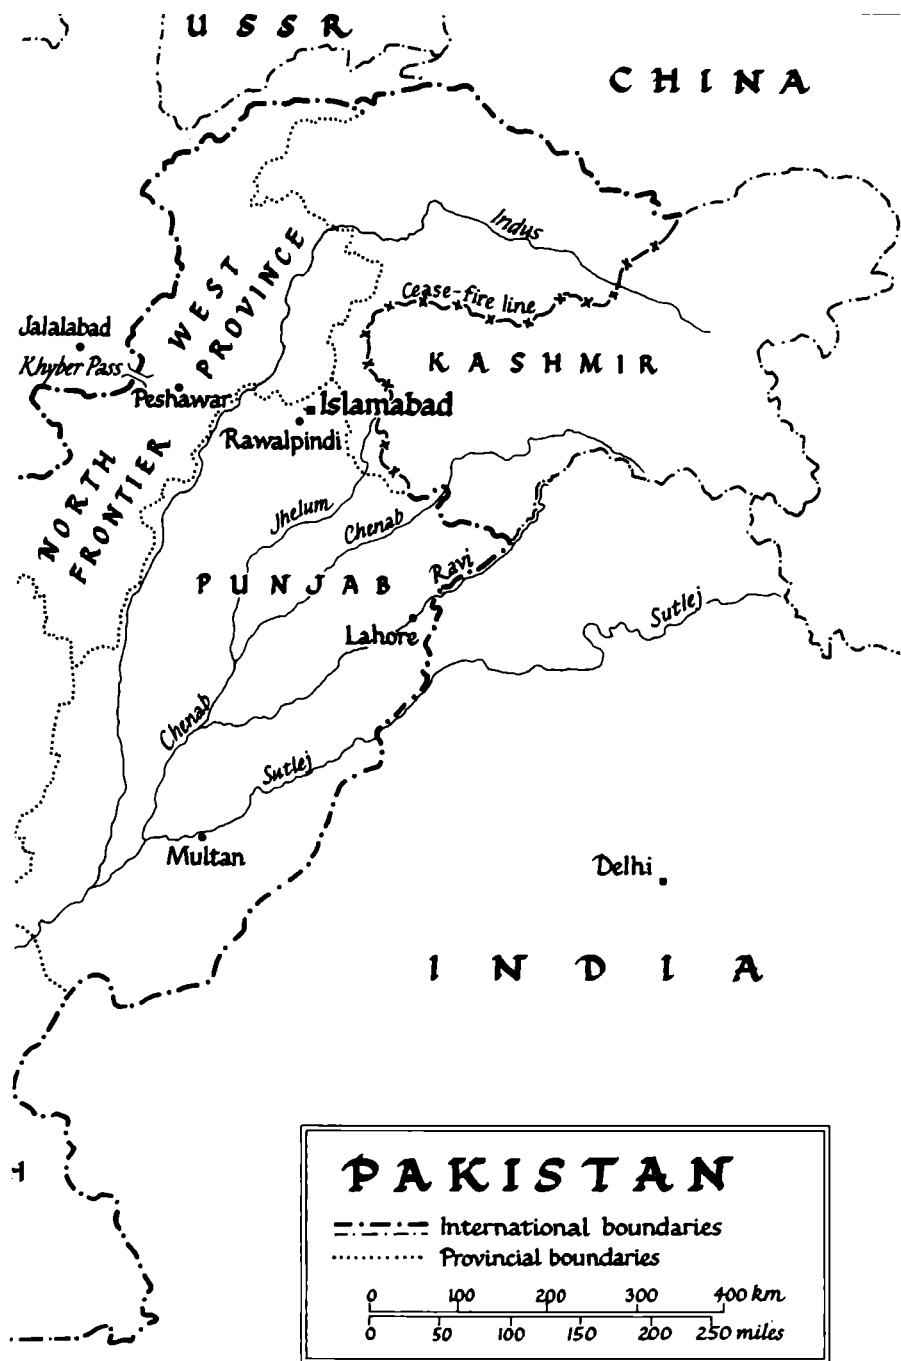 USSR
CHINA
Indus
Cease-fire line
WEST
PROVINCE
Jalalabad
Khyber Pass
KASHMIR
Peshawar
Islamabad
Rawalpindi
NORTH
FRONTIER
Jhelum
Chenab
PUNJAB
Ravi
Sutlej
Lahore
Chenab
Sutlej
Multan
Delhi
INDIA
H
PAKISTAN
International boundaries
Provincial boundaries
0 100 200 300 400 km
0 50 100 150 200 250 miles